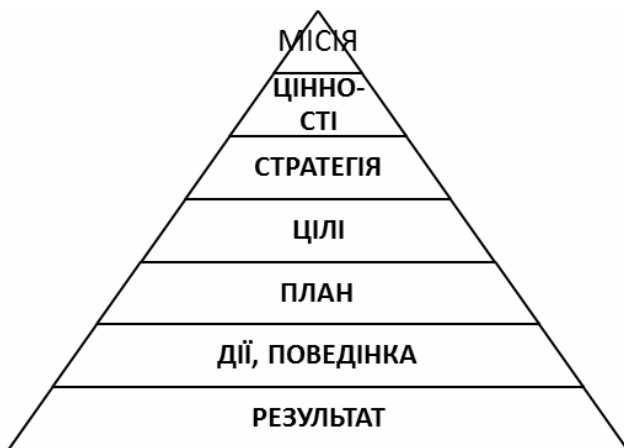 МІСІЯ
ЦІННО-
СТІ
СТРАТЕГІЯ
ЦІЛІ
ПЛАН
ДІЇ, ПОВЕДІНКА
РЕЗУЛЬТАТ